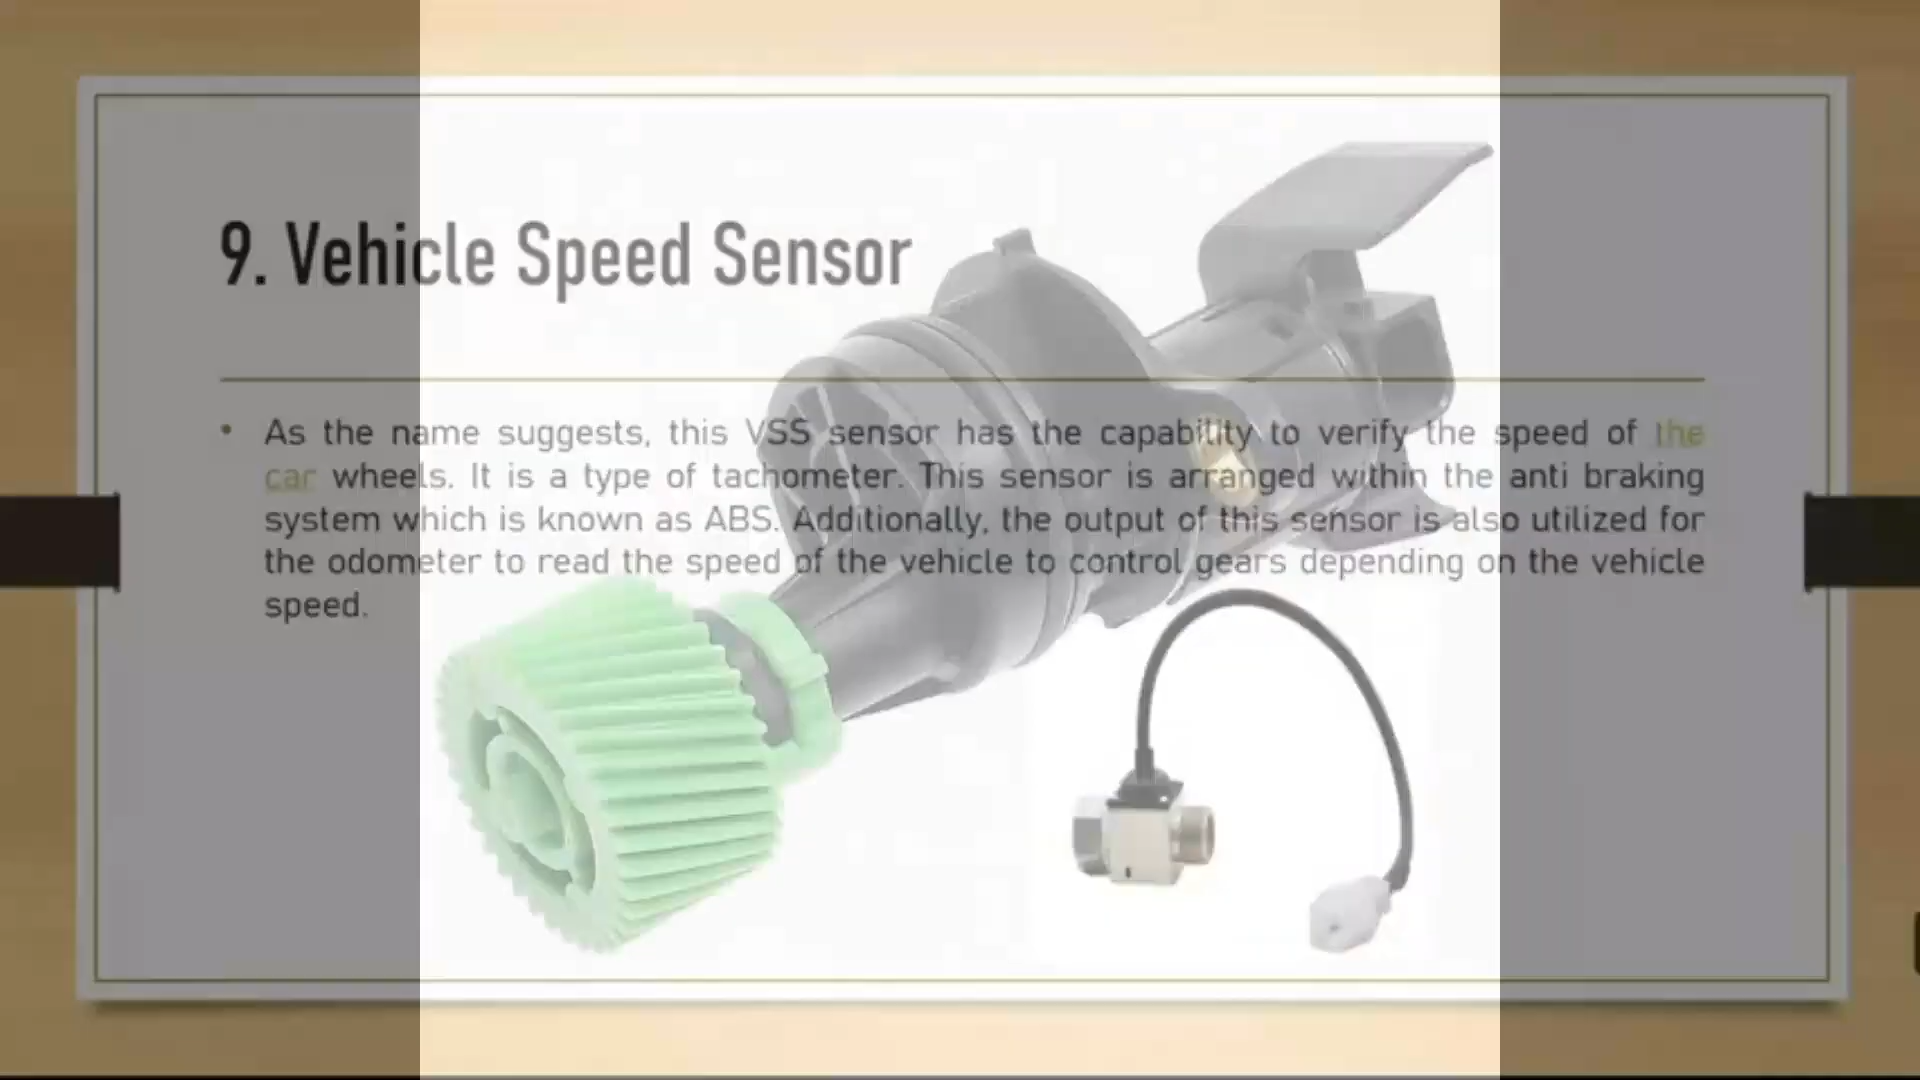 9. Vehicle Speed Sensor
• As the name suggests, this VSS sensor has the capability to verify the speed of the
car wheels. It is a type of tachometer. This sensor is arranged within the anti braking
system which is known as ABS. Additionally, the output of this sensor is also utilized for
the odometer to read the speed of the vehicle to control gears depending on the vehicle
speed.